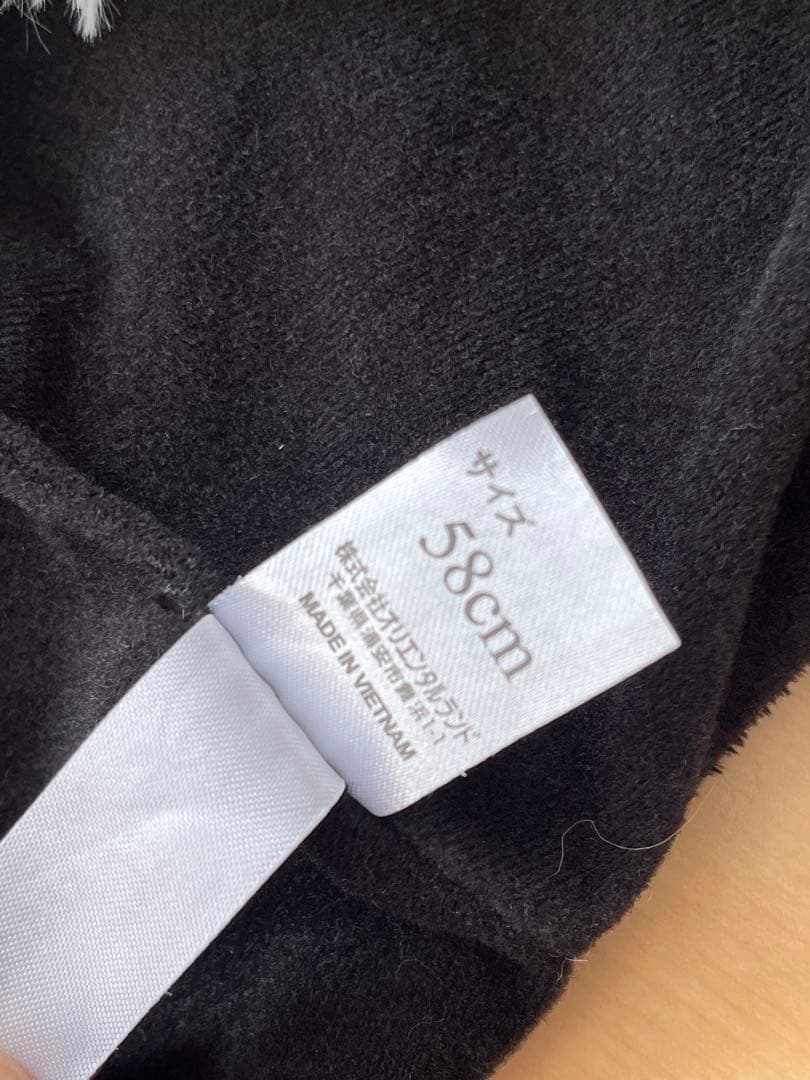 サイズ
58cm
株式会社オリエンタルランド
千葉県浦安市舞浜1-1
MADE IN VIETNAM